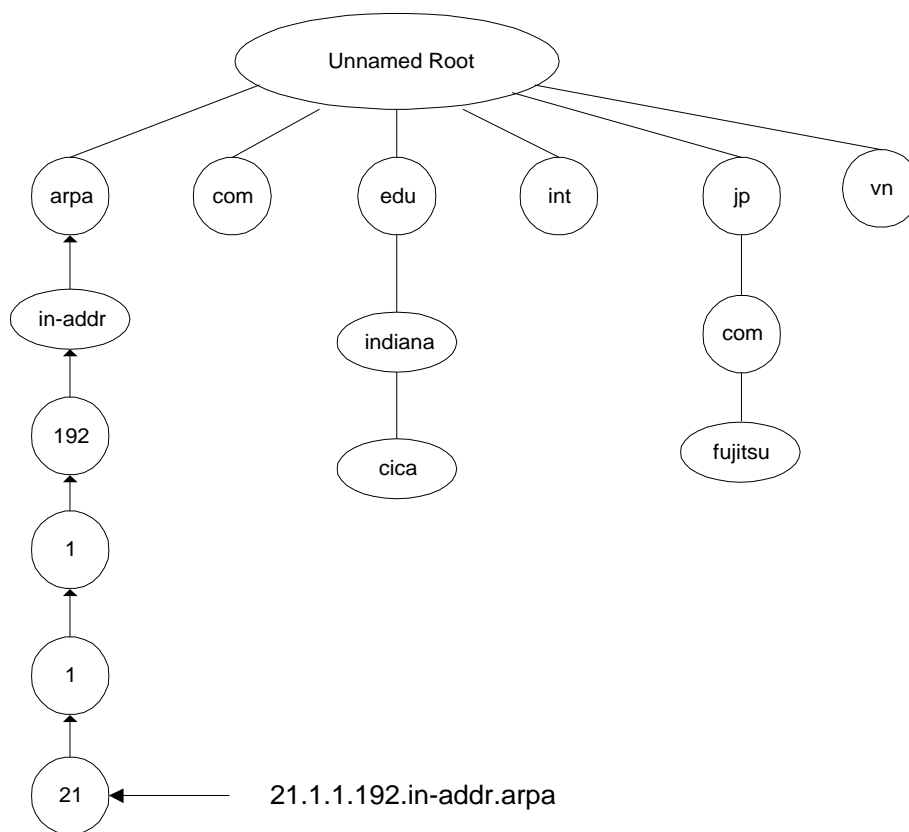 Unnamed Root
arpa
com
edu
int
jp
vn
in-addr
indiana
com
192
cica
fujitsu
1
1
21
21.1.1.192.in-addr.arpa